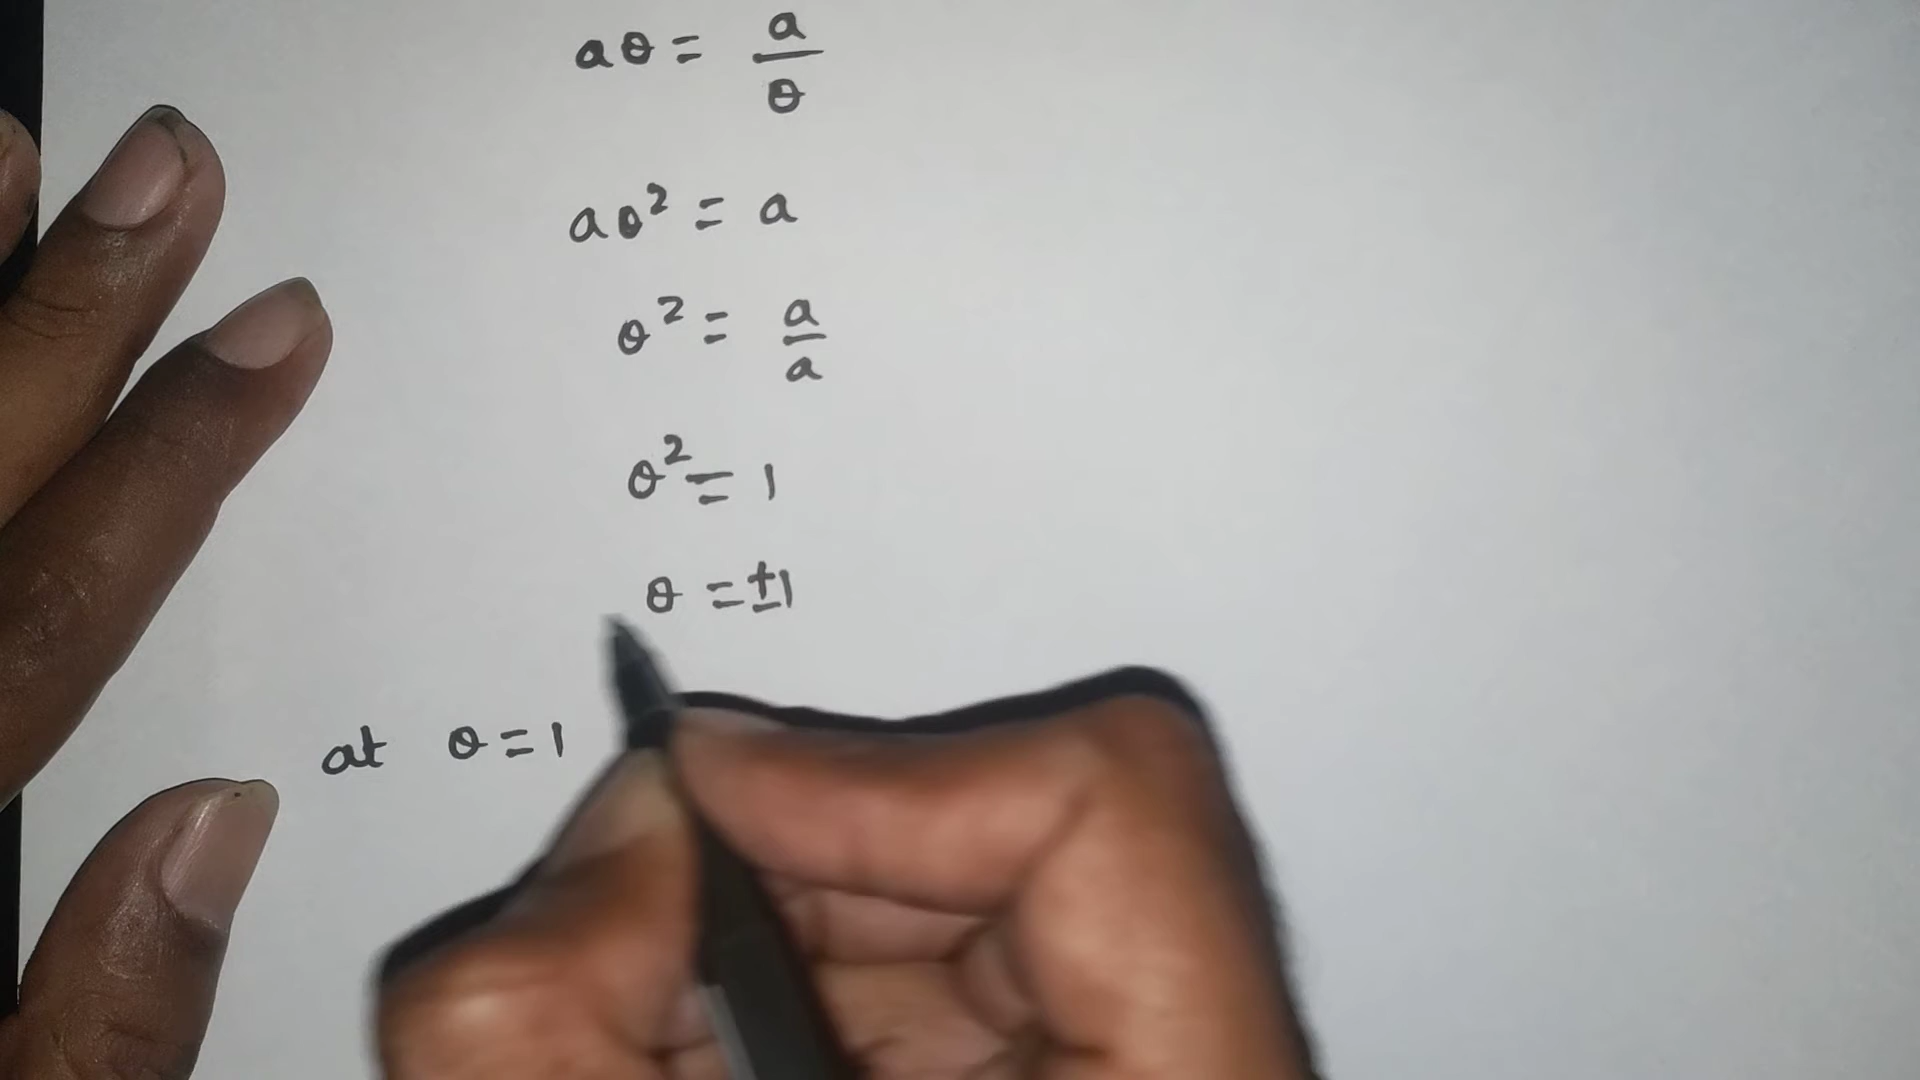 aθ = a/θ
aθ² = a
θ² = a/a
θ² = 1
θ = ±1
at θ = 1